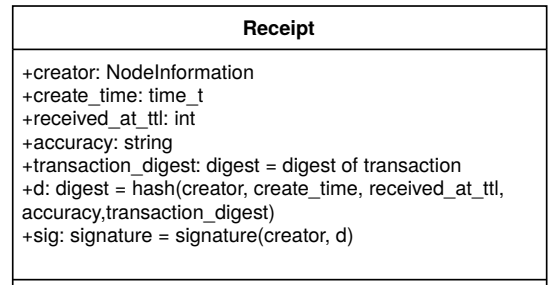 Receipt
+creator: NodeInformation
+create_time: time_t
+received_at_ttl: int
+accuracy: string
+transaction_digest: digest = digest of transaction
+d: digest = hash(creator, create_time, received_at_ttl,
accuracy,transaction_digest)
+sig: signature = signature(creator, d)